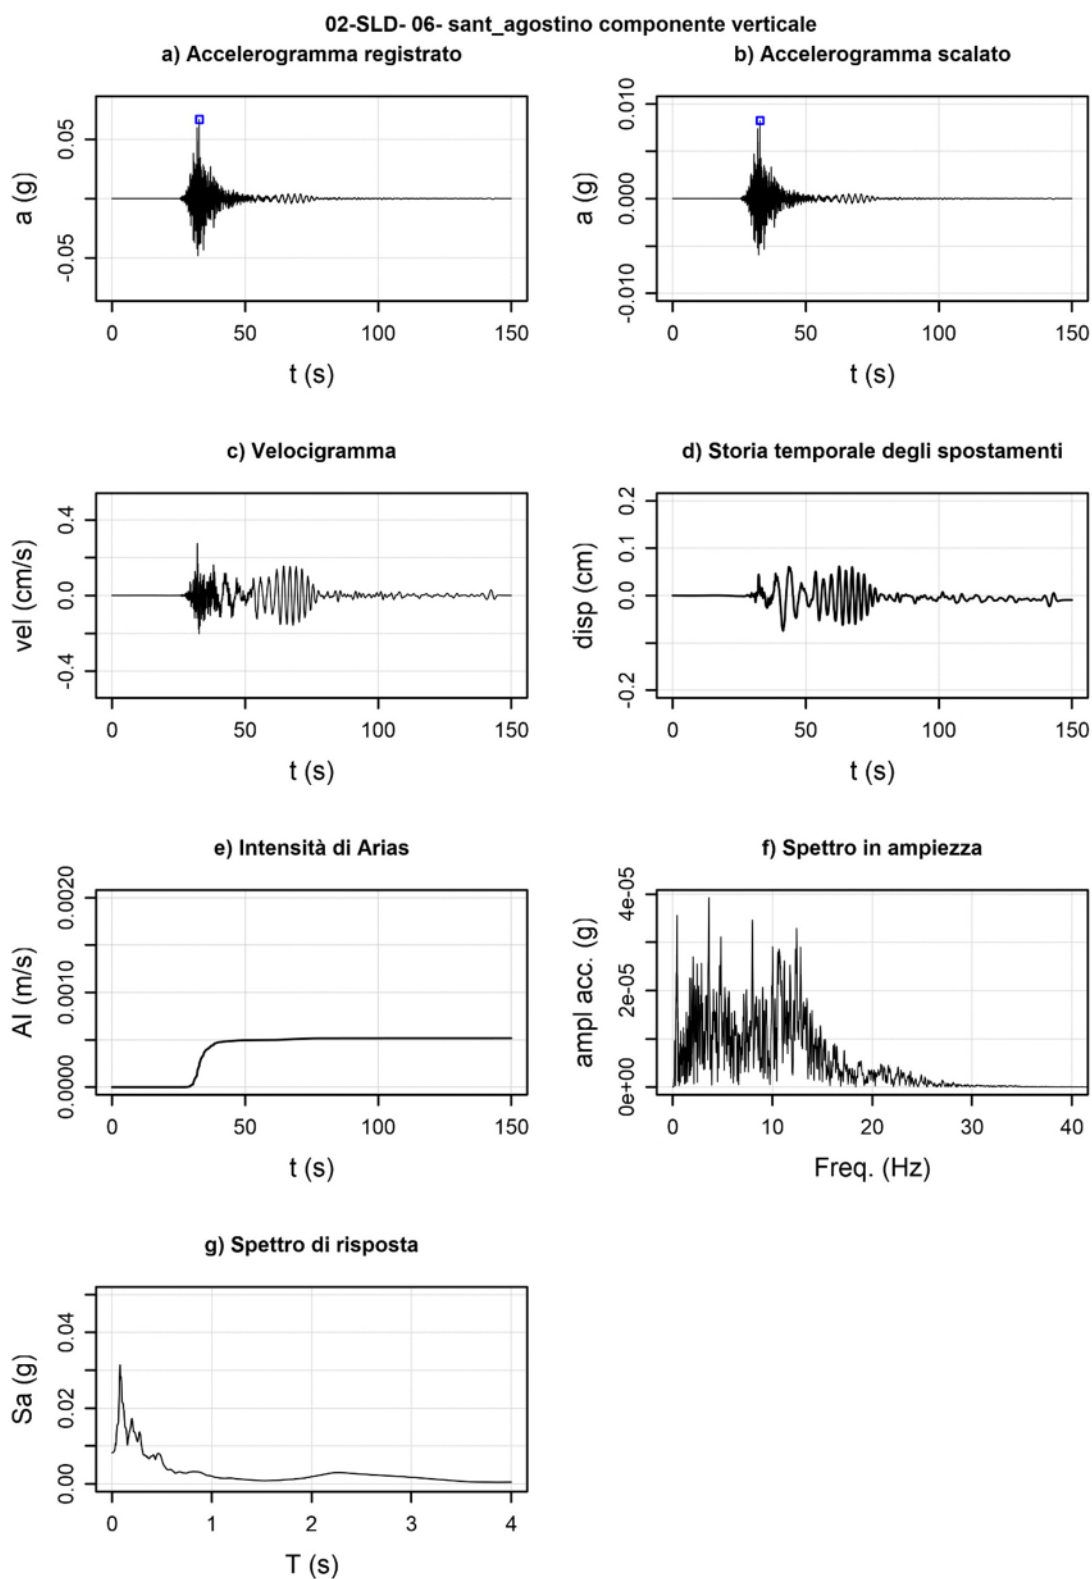 02-SLD- 06- sant_agostino componente verticale
a) Accelerogramma registrato
a (g)
0.05
-0.05
0 50 100 150
t (s)
b) Accelerogramma scalato
a (g)
0.010
0.000
-0.010
0 50 100 150
t (s)
c) Velocigramma
vel (cm/s)
0.4
0.0
-0.4
0 50 100 150
t (s)
d) Storia temporale degli spostamenti
disp (cm)
0.2
0.1
0.0
-0.2
0 50 100 150
t (s)
e) Intensità di Arias
AI (m/s)
0.0020
0.0010
0.0000
0 50 100 150
t (s)
f) Spettro in ampiezza
ampl acc. (g)
4e-05
2e-05
0e+00
0 10 20 30 40
Freq. (Hz)
g) Spettro di risposta
Sa (g)
0.04
0.02
0.00
0 1 2 3 4
T (s)